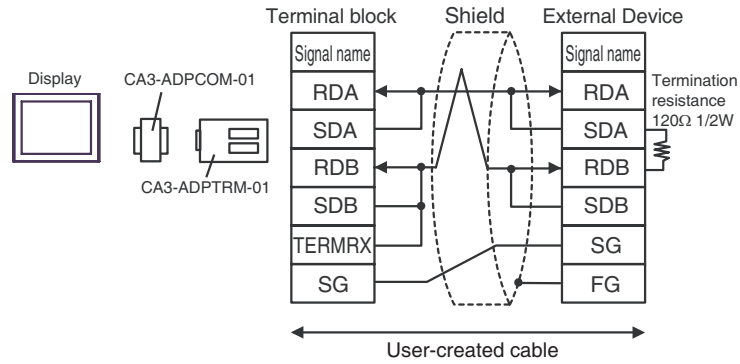 Terminal block
Shield
External Device
Display
CA3-ADPCOM-01
CA3-ADPTRM-01
Signal name
RDA
SDA
RDB
SDB
TERMRX
SG
Signal name
RDA
SDA
RDB
SDB
SG
FG
Termination
resistance
120Ω 1/2W
User-created cable